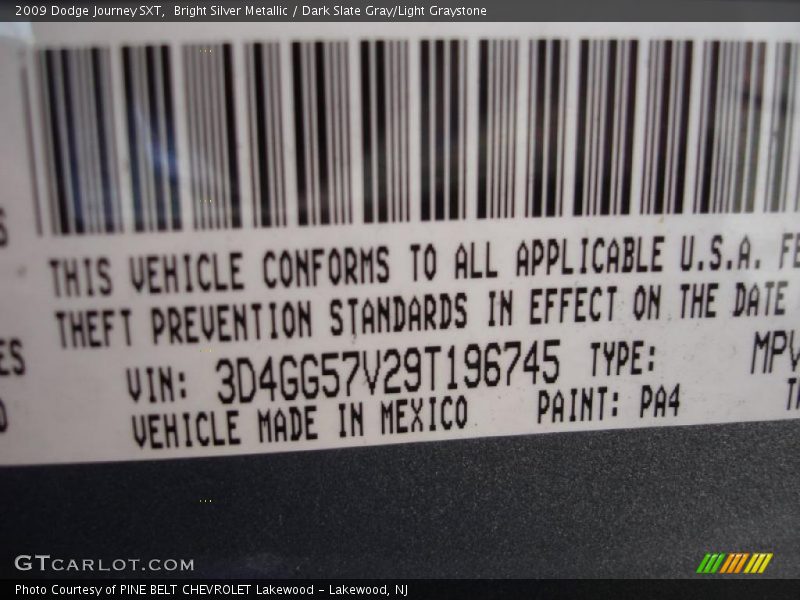 2009 Dodge Journey SXT, Bright Silver Metallic / Dark Slate Gray/Light Graystone
THIS VEHICLE CONFORMS TO ALL APPLICABLE U.S.A.
THEFT PREVENTION STANDARDS IN EFFECT ON THE DATE
VIN: 3D4GG57V29T196745 TYPE: MPV
VEHICLE MADE IN MEXICO PAINT: PA4
GTCARLOT.COM
Photo Courtesy of PINE BELT CHEVROLET Lakewood - Lakewood, NJ